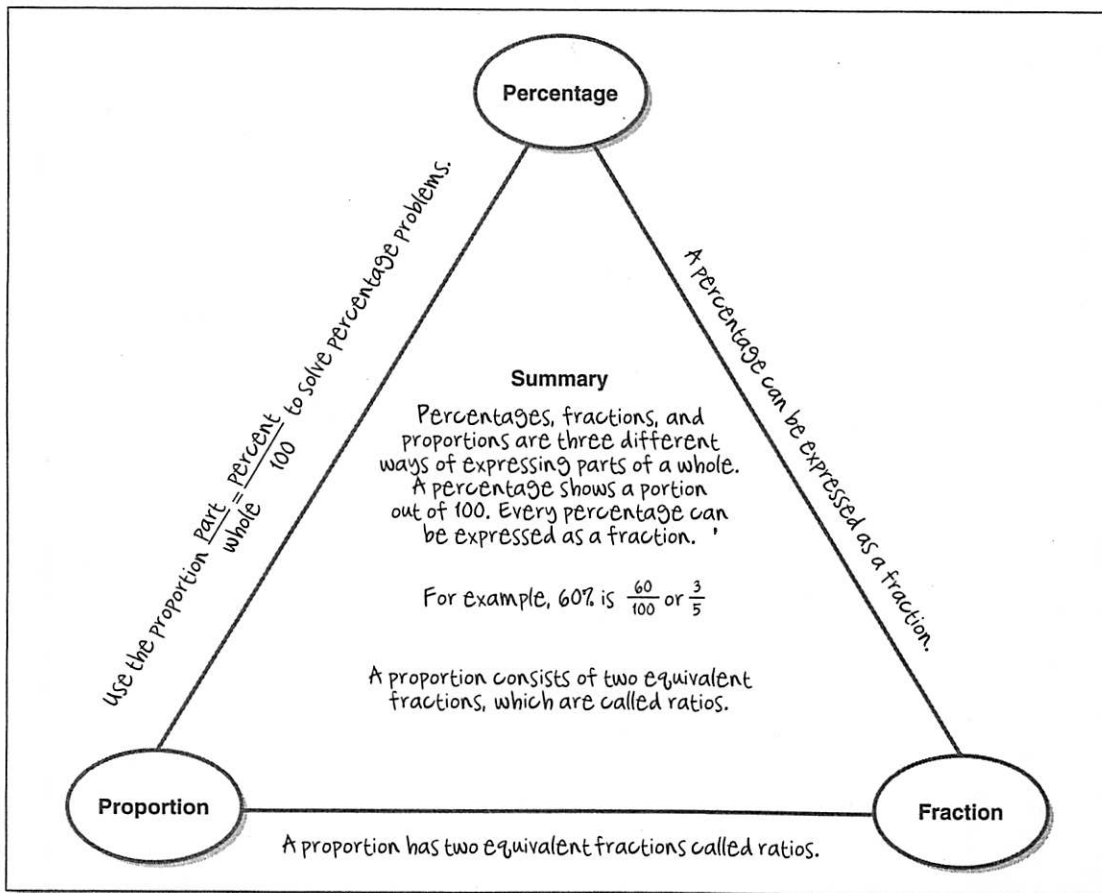 Percentage
Use the proportion part/whole = percent/100 to solve percentage problems.
A percentage can be expressed as a fraction.
Summary
Percentages, fractions, and
proportions are three different
ways of expressing parts of a whole.
A percentage shows a portion
out of 100. Every percentage can
be expressed as a fraction.
For example, 60% is 60/100 or 3/5
A proportion consists of two equivalent
fractions, which are called ratios.
Proportion
Fraction
A proportion has two equivalent fractions called ratios.